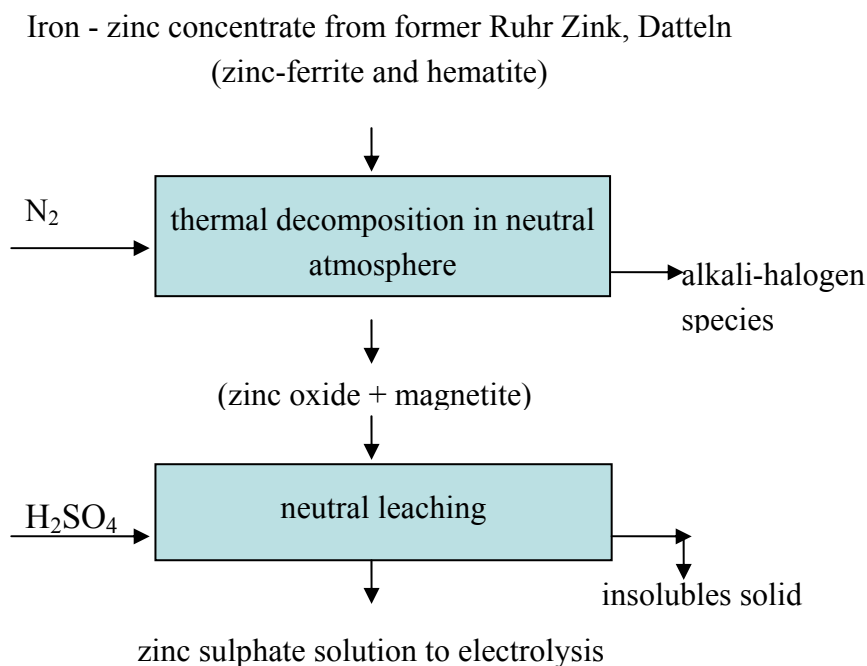 Iron - zinc concentrate from former Ruhr Zink, Datteln
(zinc-ferrite and hematite)
N₂
thermal decomposition in neutral
atmosphere
alkali-halogen
species
(zinc oxide + magnetite)
H₂SO₄
neutral leaching
insolubles solid
zinc sulphate solution to electrolysis